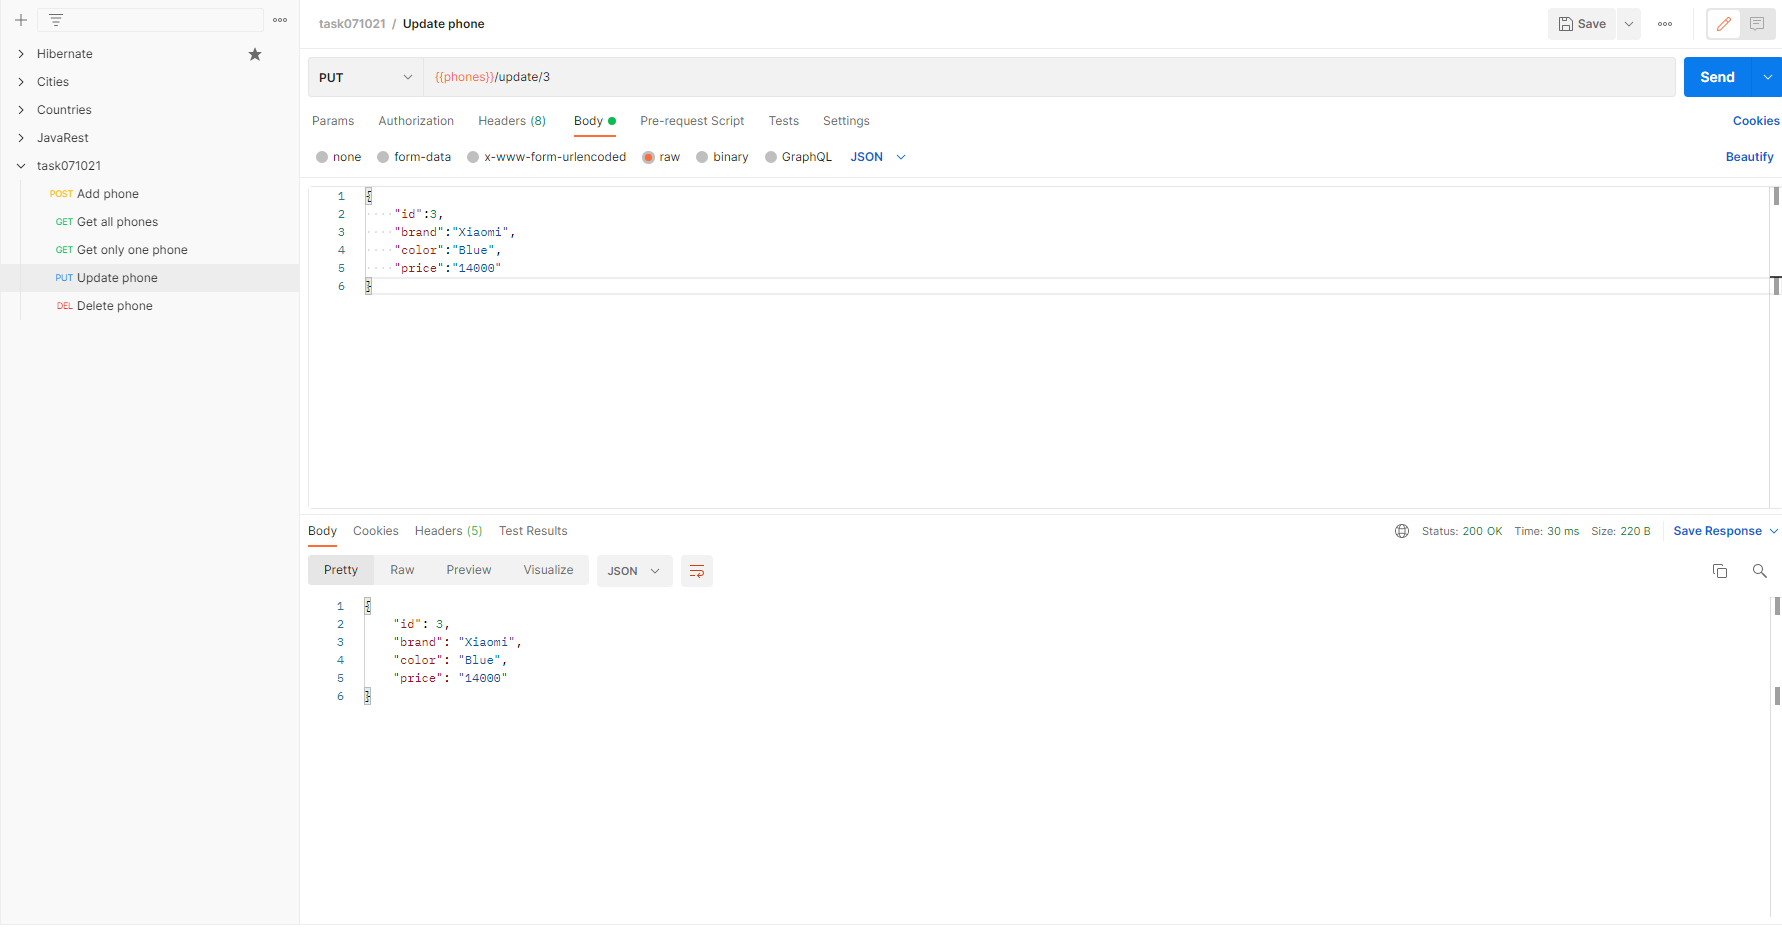 Hibernate
Cities
Countries
JavaRest
task071021
POST Add phone
GET Get all phones
GET Get only one phone
PUT Update phone
DEL Delete phone
task071021 / Update phone
Save
PUT {{phones}}/update/3
Send
Params Authorization Headers (8) Body Pre-request Script Tests Settings Cookies
none form-data x-www-form-urlencoded raw binary GraphQL JSON Beautify
1 {
2 ····"id":3,
3 ····"brand":"Xiaomi",
4 ····"color":"Blue",
5 ····"price":"14000"
6 }
Body Cookies Headers (5) Test Results Status: 200 OK Time: 30 ms Size: 220 B Save Response
Pretty Raw Preview Visualize JSON
1 {
2 "id": 3,
3 "brand": "Xiaomi",
4 "color": "Blue",
5 "price": "14000"
6 }